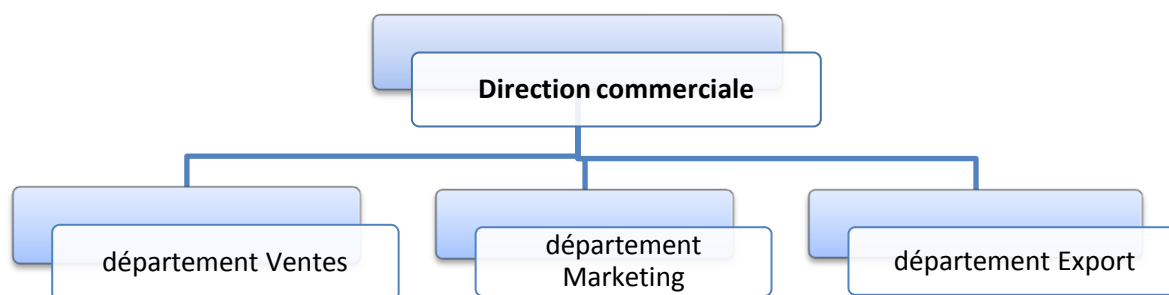 Direction commerciale
département Ventes
département
Marketing
département Export